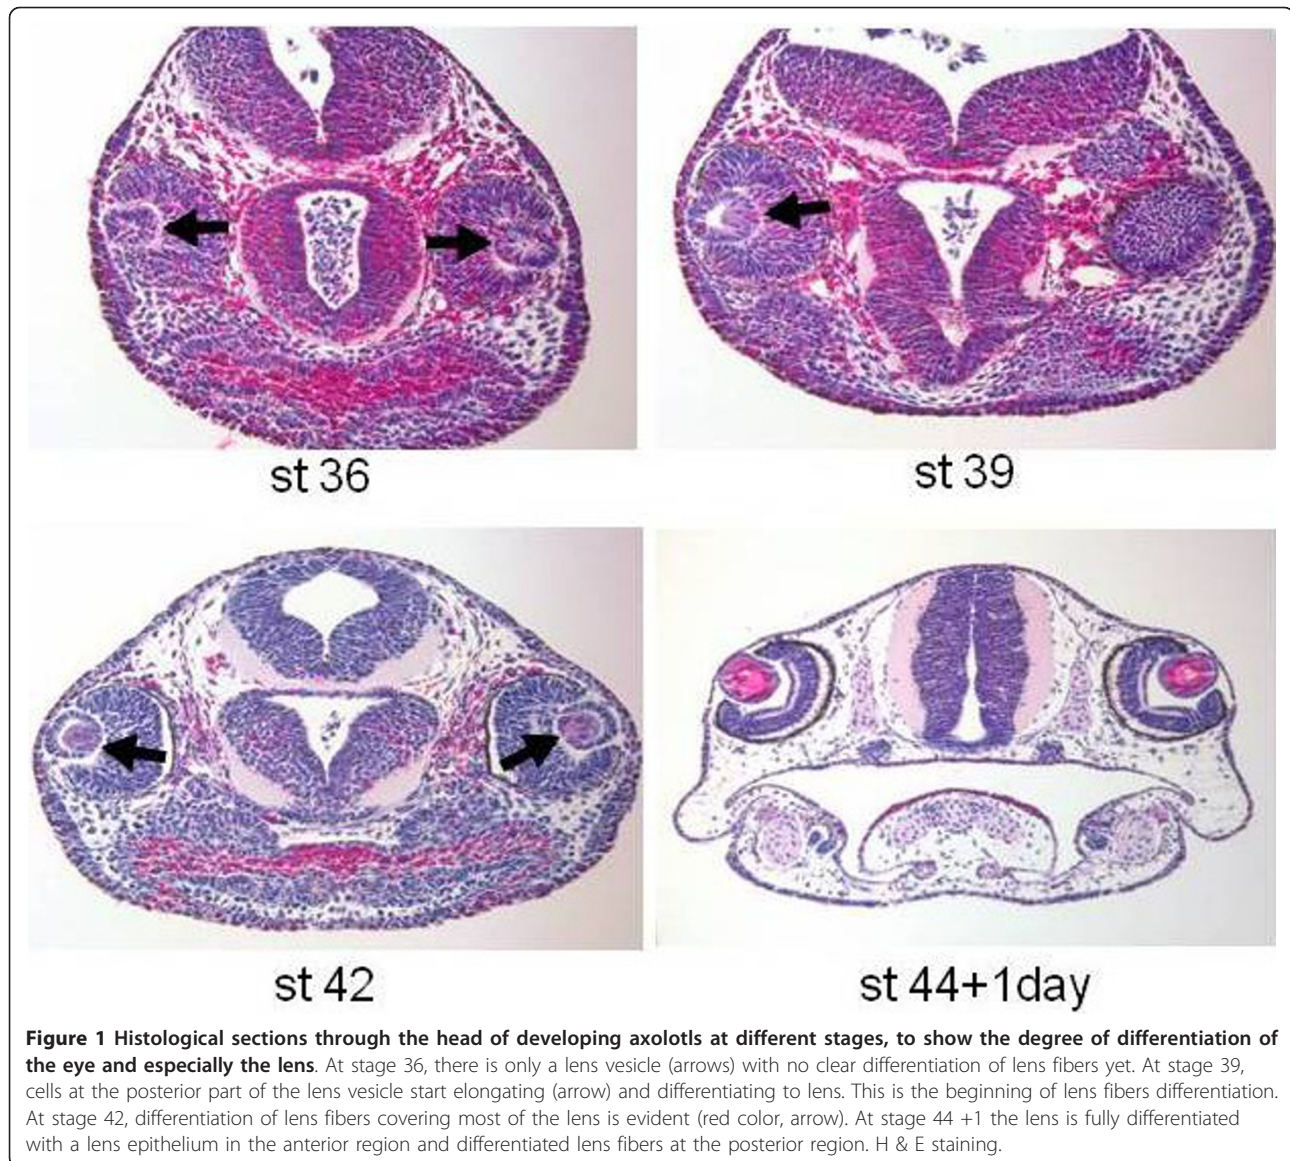 st 36
st 39
st 42
st 44+1day
Figure 1 Histological sections through the head of developing axolotls at different stages, to show the degree of differentiation of
the eye and especially the lens. At stage 36, there is only a lens vesicle (arrows) with no clear differentiation of lens fibers yet. At stage 39,
cells at the posterior part of the lens vesicle start elongating (arrow) and differentiating to lens. This is the beginning of lens fibers differentiation.
At stage 42, differentiation of lens fibers covering most of the lens is evident (red color, arrow). At stage 44 +1 the lens is fully differentiated
with a lens epithelium in the anterior region and differentiated lens fibers at the posterior region. H & E staining.